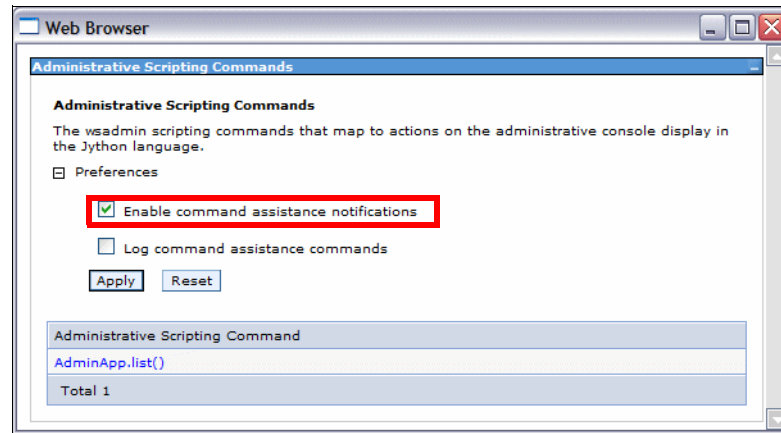 Web Browser
Administrative Scripting Commands
Administrative Scripting Commands
The wsadmin scripting commands that map to actions on the administrative console display in
the Jython language.
Preferences
Enable command assistance notifications
Log command assistance commands
Apply Reset
Administrative Scripting Command
AdminApp.list()
Total 1